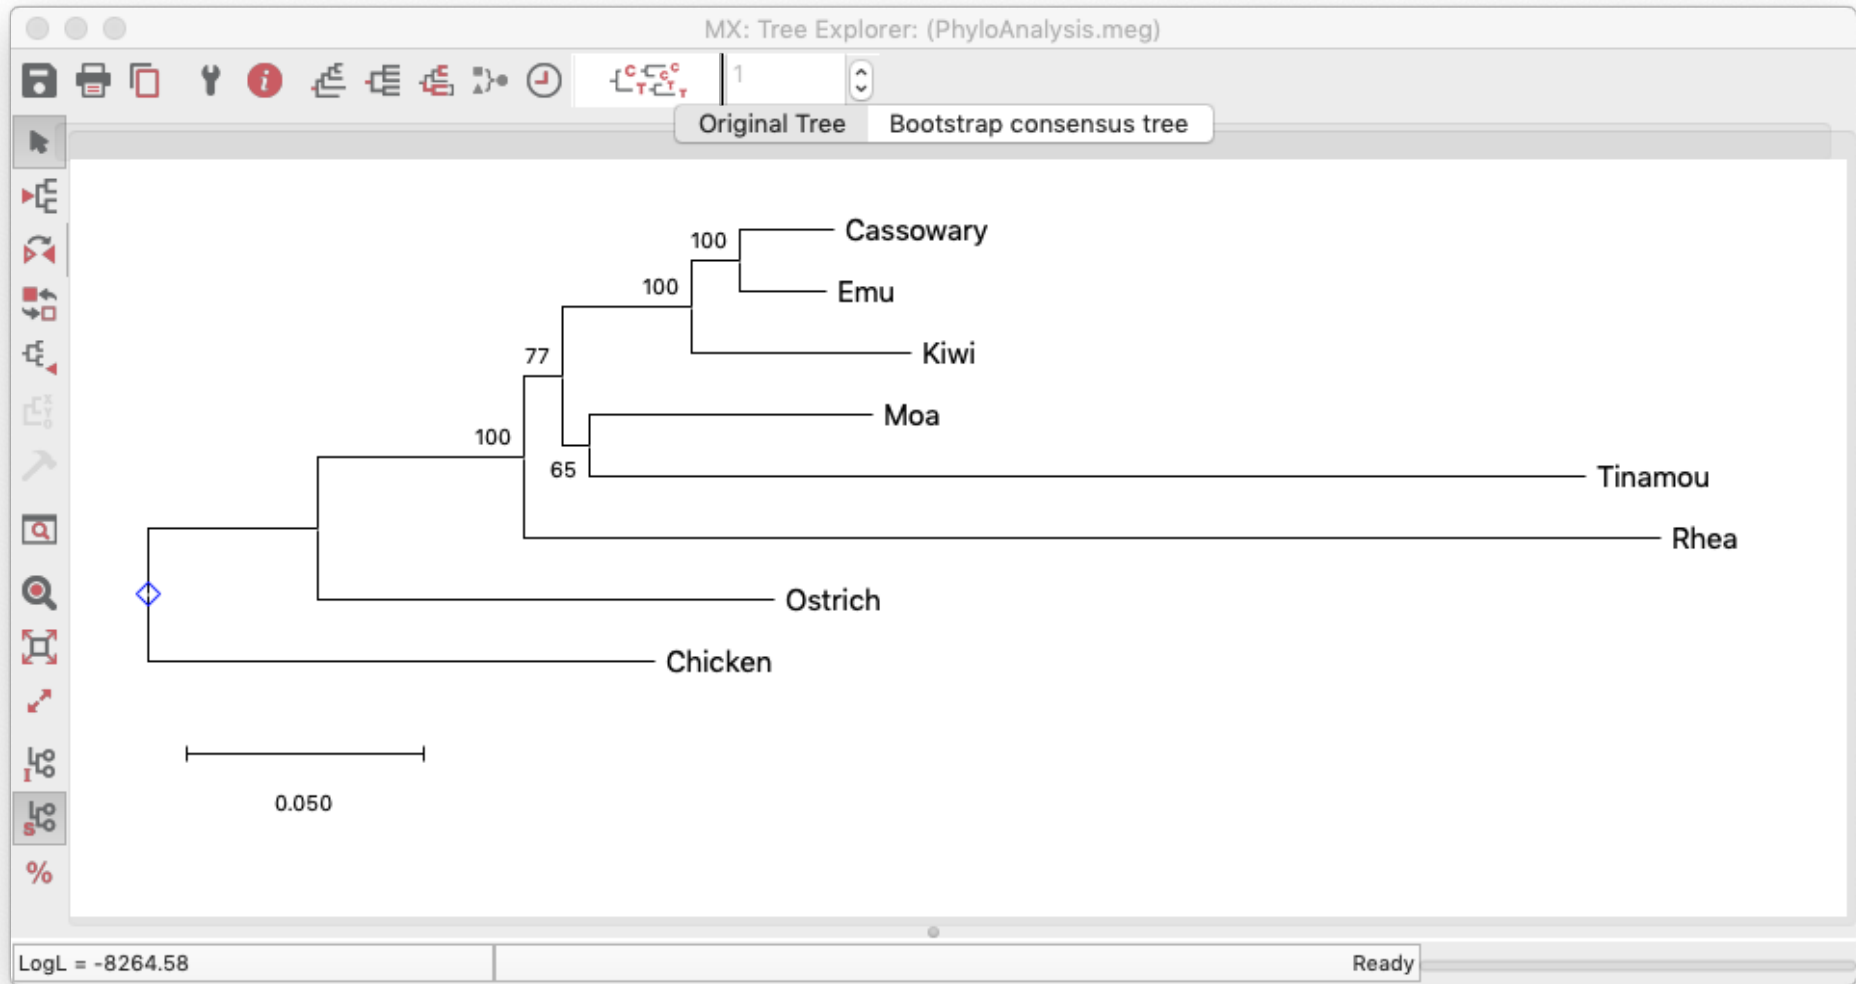 MX: Tree Explorer: (PhyloAnalysis.meg)
1
Original Tree Bootstrap consensus tree
Cassowary
100
Emu
100
Kiwi
77
Moa
100
65
Tinamou
Rhea
Ostrich
Chicken
0.050
%
LogL = -8264.58
Ready